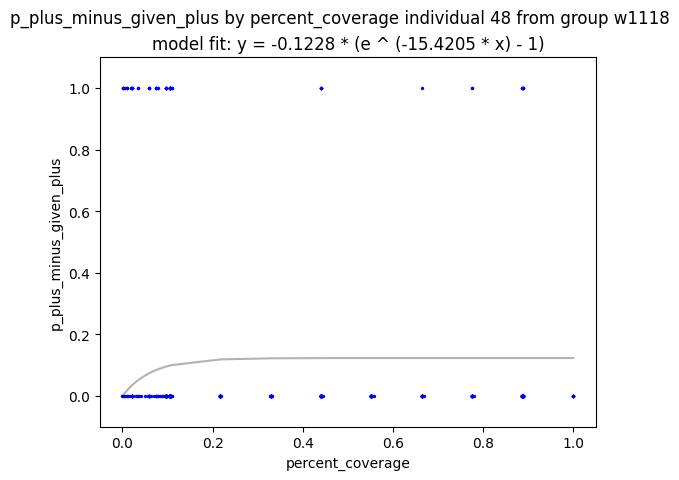 p_plus_minus_given_plus by percent_coverage individual 48 from group w1118
model fit: y = -0.1228 * (e ^ (-15.4205 * x) - 1)
1.0
0.8
0.6
0.4
0.2
0.0
p_plus_minus_given_plus
0.0 0.2 0.4 0.6 0.8 1.0
percent_coverage